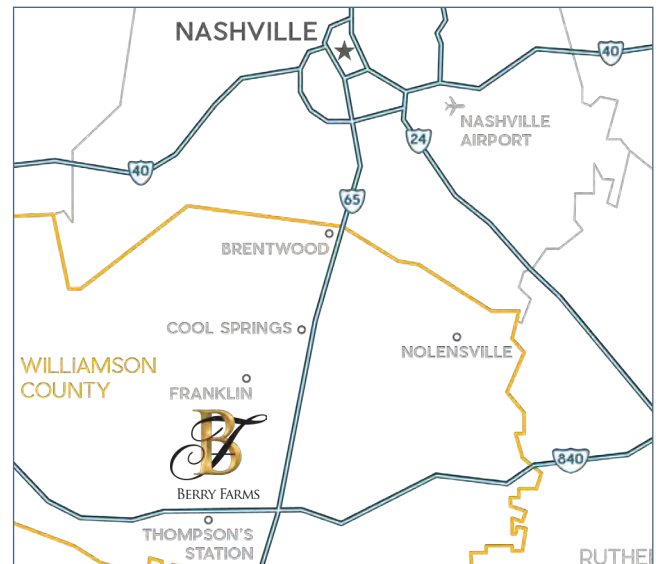 NASHVILLE
40
NASHVILLE
AIRPORT
24
40
65
BRENTWOOD
COOL SPRINGS
NOLENSVILLE
WILLIAMSON
COUNTY
FRANKLIN
BERRY FARMS
840
THOMPSON'S
STATION
RUTHE